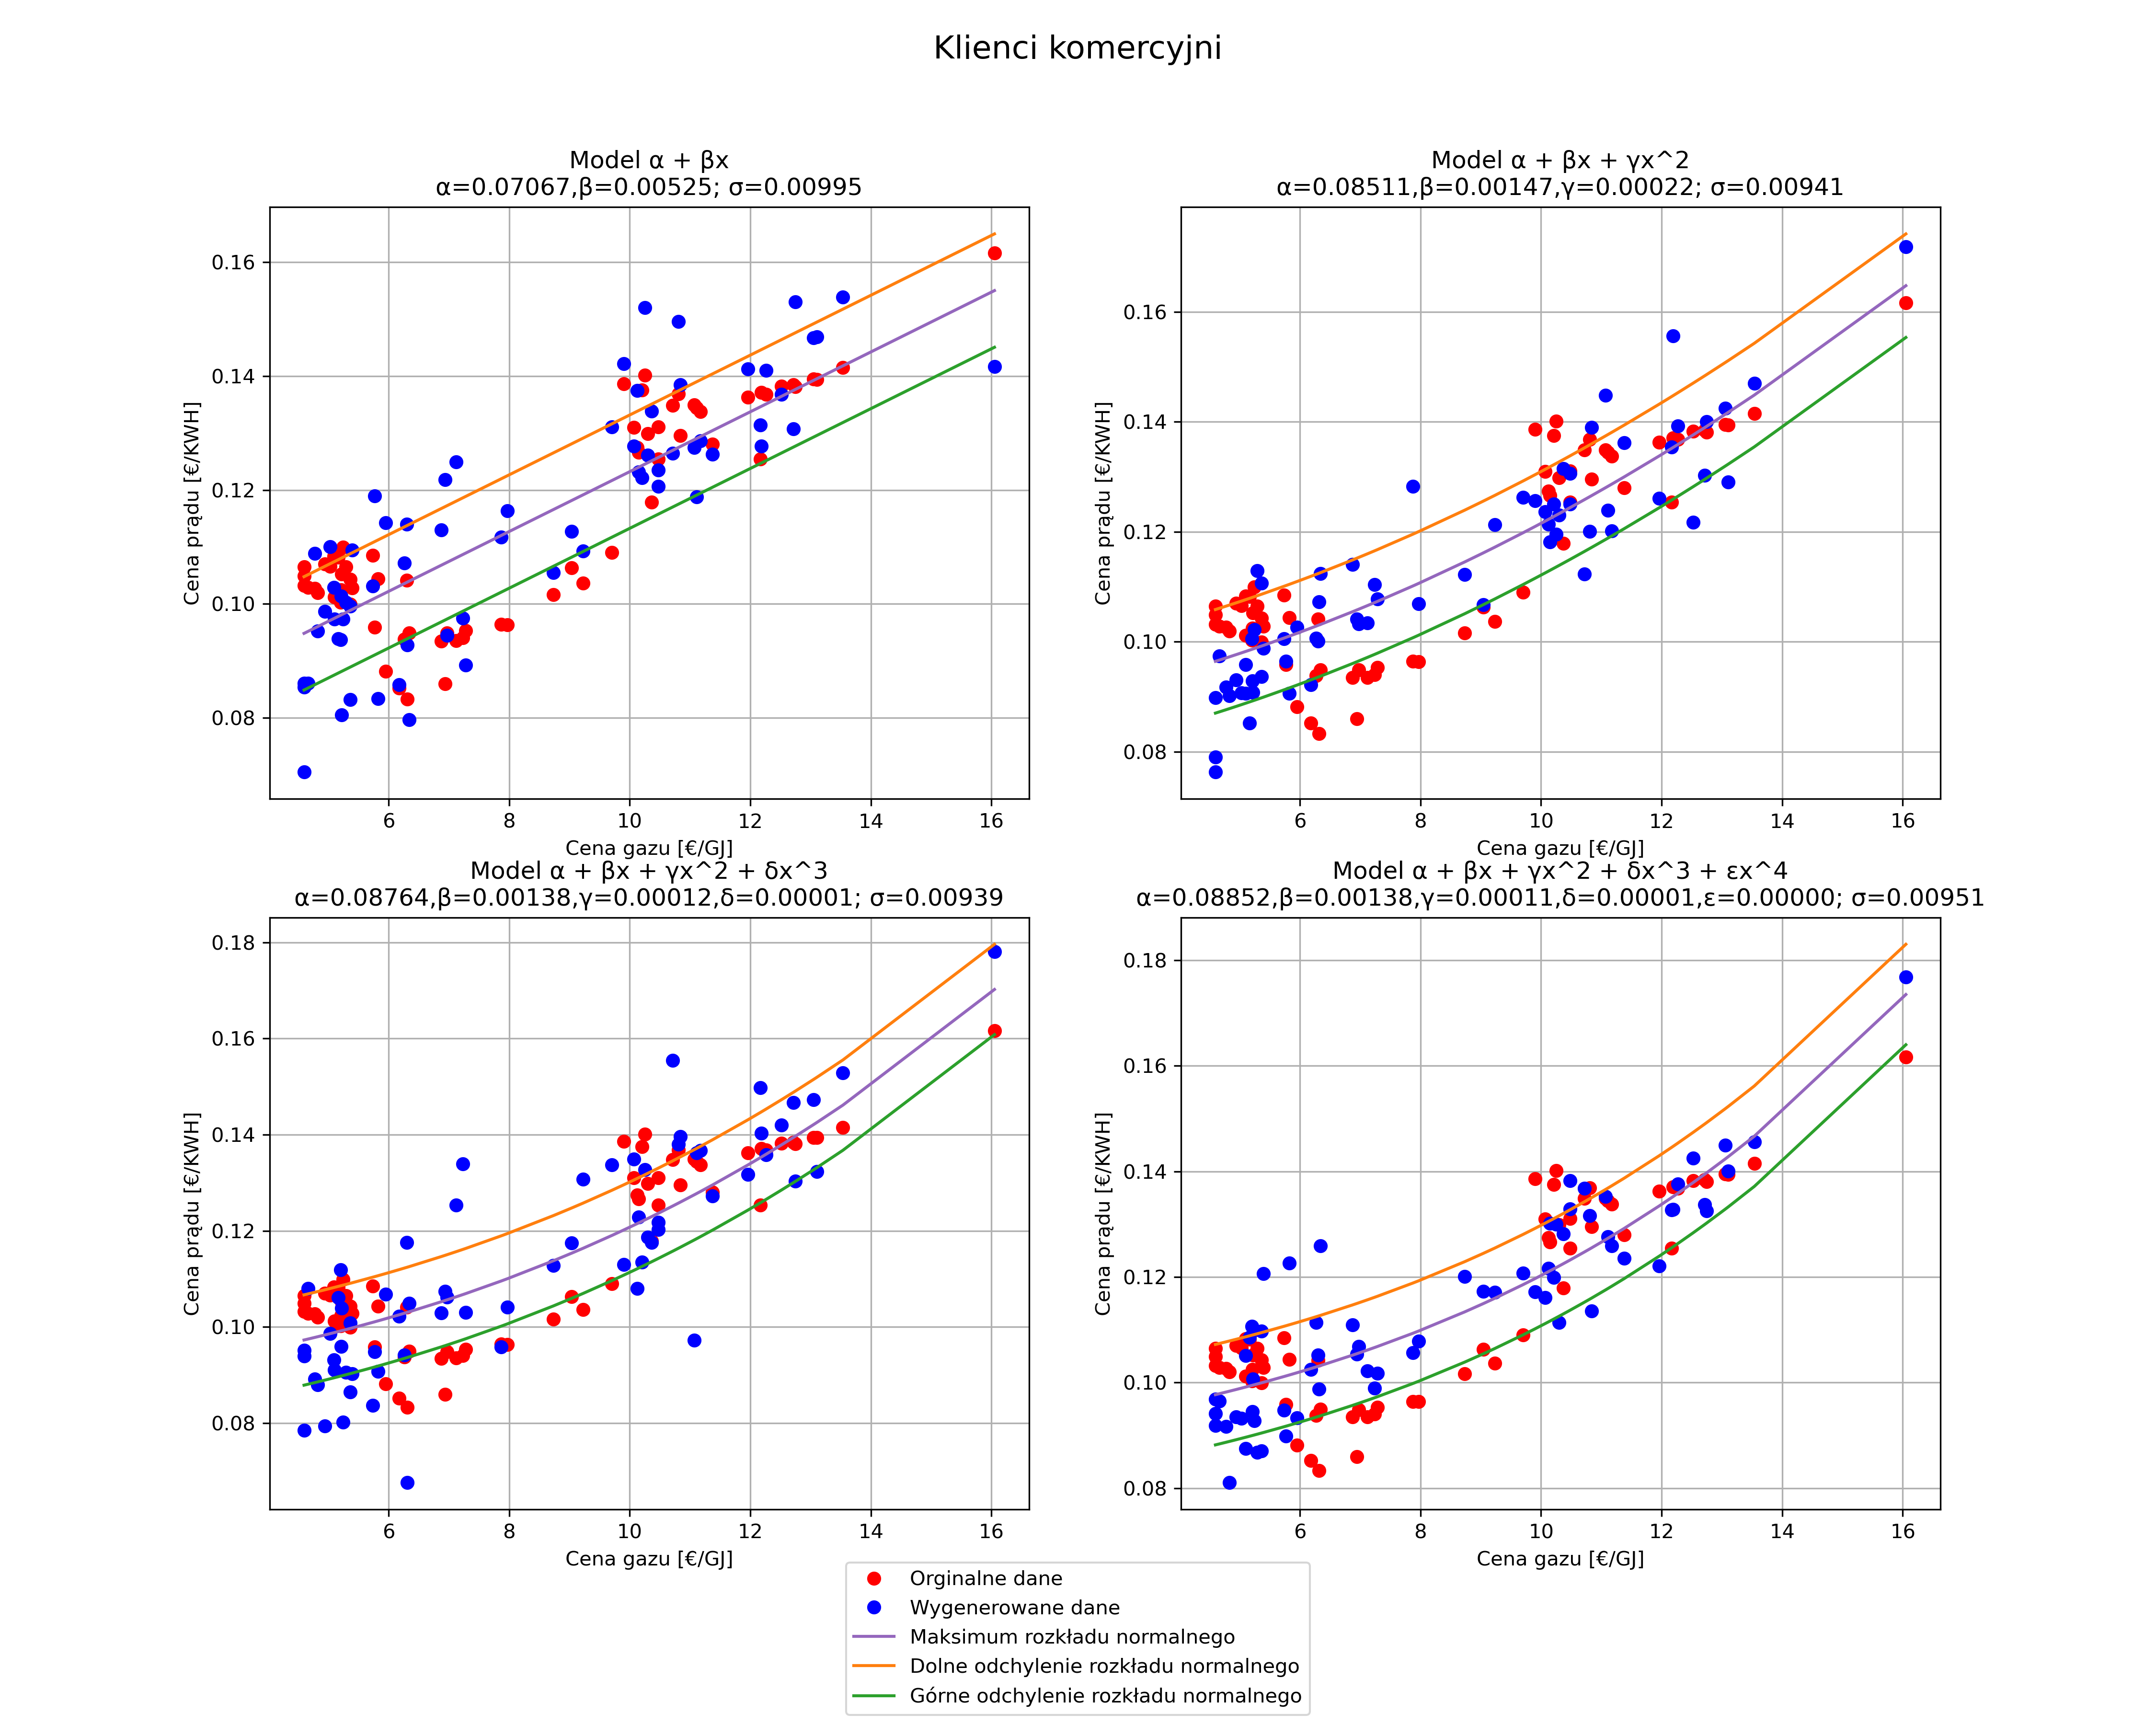 Klienci komercyjni
Model α + βx
α=0.07067,β=0.00525; σ=0.00995
Cena prądu [€/KWH]
0.16
0.14
0.12
0.10
0.08
6 8 10 12 14 16
Cena gazu [€/GJ]
Model α + βx + γx^2
α=0.08511,β=0.00147,γ=0.00022; σ=0.00941
Cena prądu [€/KWH]
0.16
0.14
0.12
0.10
0.08
6 8 10 12 14 16
Cena gazu [€/GJ]
Model α + βx + γx^2 + δx^3
α=0.08764,β=0.00138,γ=0.00012,δ=0.00001; σ=0.00939
Cena prądu [€/KWH]
0.18
0.16
0.14
0.12
0.10
0.08
6 8 10 12 14 16
Cena gazu [€/GJ]
Model α + βx + γx^2 + δx^3 + εx^4
α=0.08852,β=0.00138,γ=0.00011,δ=0.00001,ε=0.00000; σ=0.00951
Cena prądu [€/KWH]
0.18
0.16
0.14
0.12
0.10
0.08
6 8 10 12 14 16
Cena gazu [€/GJ]
Orginalne dane
Wygenerowane dane
Maksimum rozkładu normalnego
Dolne odchylenie rozkładu normalnego
Górne odchylenie rozkładu normalnego